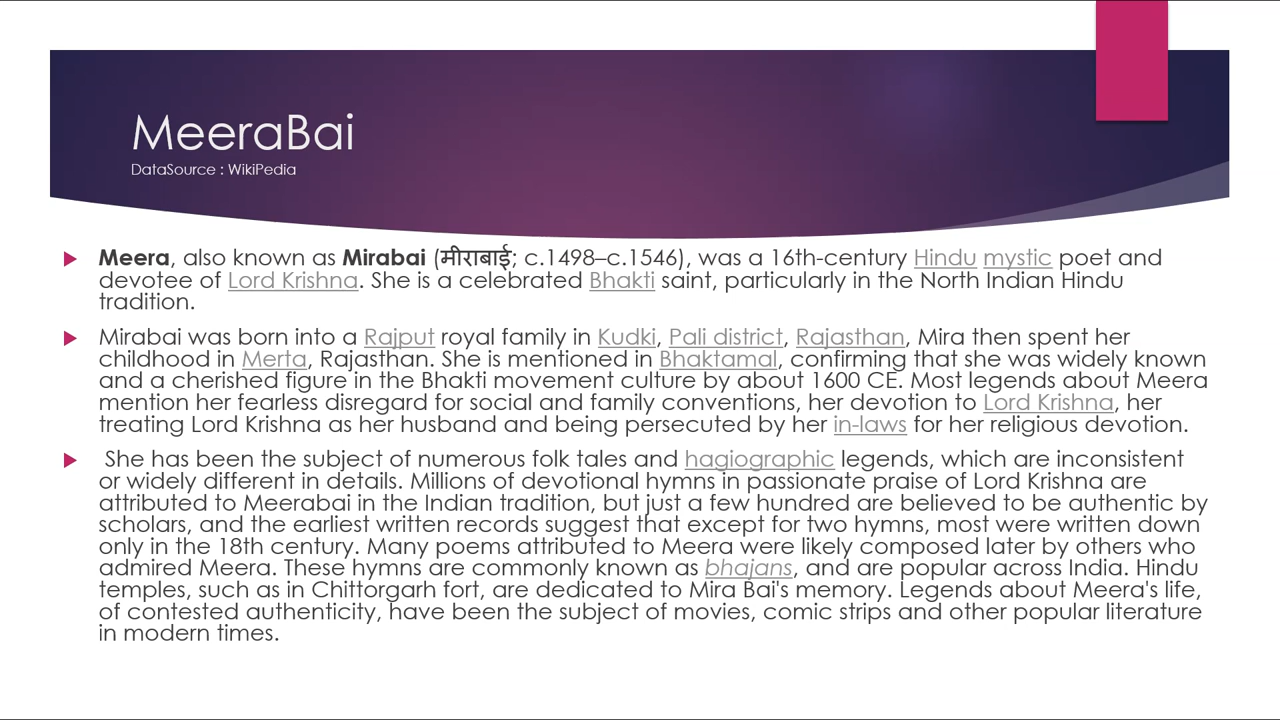 MeeraBai
DataSource : WikiPedia
Meera, also known as Mirabai (मीराबाई; c.1498–c.1546), was a 16th-century Hindu mystic poet and
devotee of Lord Krishna. She is a celebrated Bhakti saint, particularly in the North Indian Hindu
tradition.
Mirabai was born into a Rajput royal family in Kudki, Pali district, Rajasthan, Mira then spent her
childhood in Merta, Rajasthan. She is mentioned in Bhaktamal, confirming that she was widely known
and a cherished figure in the Bhakti movement culture by about 1600 CE. Most legends about Meera
mention her fearless disregard for social and family conventions, her devotion to Lord Krishna, her
treating Lord Krishna as her husband and being persecuted by her in-laws for her religious devotion.
She has been the subject of numerous folk tales and hagiographic legends, which are inconsistent
or widely different in details. Millions of devotional hymns in passionate praise of Lord Krishna are
attributed to Meerabai in the Indian tradition, but just a few hundred are believed to be authentic by
scholars, and the earliest written records suggest that except for two hymns, most were written down
only in the 18th century. Many poems attributed to Meera were likely composed later by others who
admired Meera. These hymns are commonly known as bhajans, and are popular across India. Hindu
temples, such as in Chittorgarh fort, are dedicated to Mira Bai's memory. Legends about Meera's life,
of contested authenticity, have been the subject of movies, comic strips and other popular literature
in modern times.